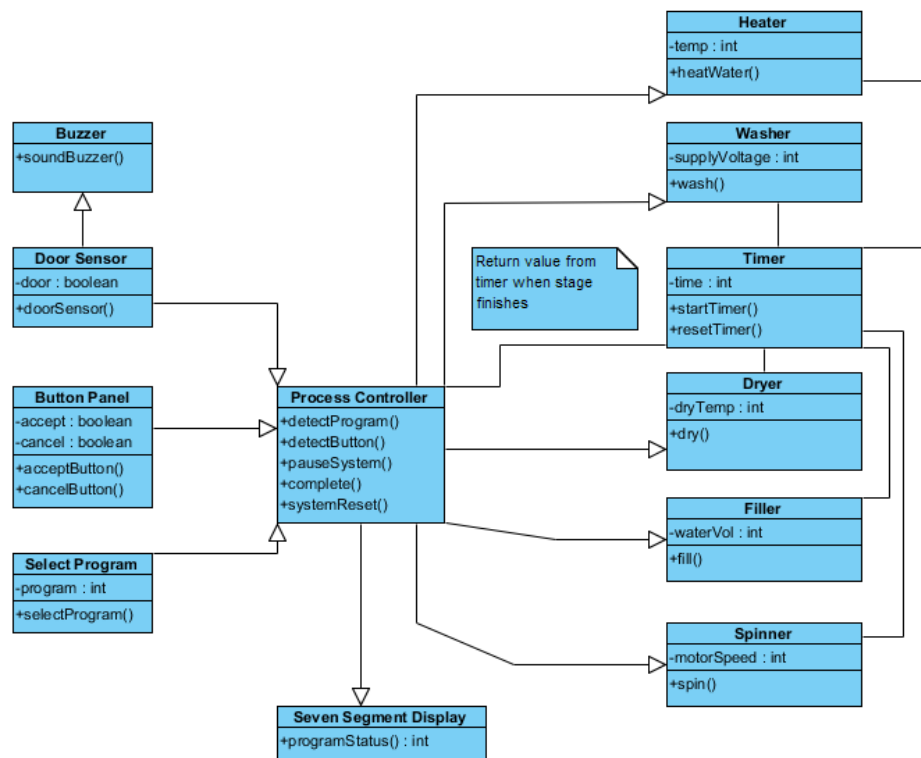 Heater
-temp : int
+heatWater()
Buzzer
+soundBuzzer()
Washer
-supplyVoltage : int
+wash()
Door Sensor
-door : boolean
+doorSensor()
Return value from
timer when stage
finishes
Timer
-time : int
+startTimer()
+resetTimer()
Button Panel
-accept : boolean
-cancel : boolean
+acceptButton()
+cancelButton()
Process Controller
+detectProgram()
+detectButton()
+pauseSystem()
+complete()
+systemReset()
Dryer
-dryTemp : int
+dry()
Filler
-waterVol : int
+fill()
Select Program
-program : int
+selectProgram()
Spinner
-motorSpeed : int
+spin()
Seven Segment Display
+programStatus() : int